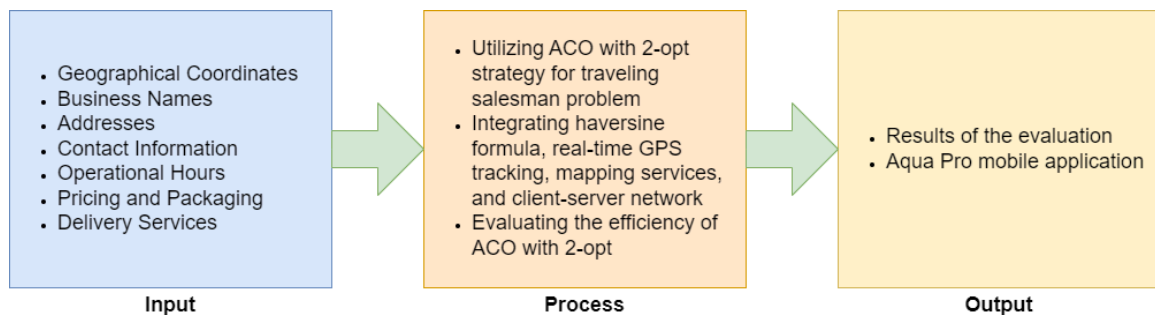 • Geographical Coordinates
• Business Names
• Addresses
• Contact Information
• Operational Hours
• Pricing and Packaging
• Delivery Services
Input
• Utilizing ACO with 2-opt
strategy for traveling
salesman problem
• Integrating haversine
formula, real-time GPS
tracking, mapping services,
and client-server network
• Evaluating the efficiency of
ACO with 2-opt
Process
• Results of the evaluation
• Aqua Pro mobile application
Output